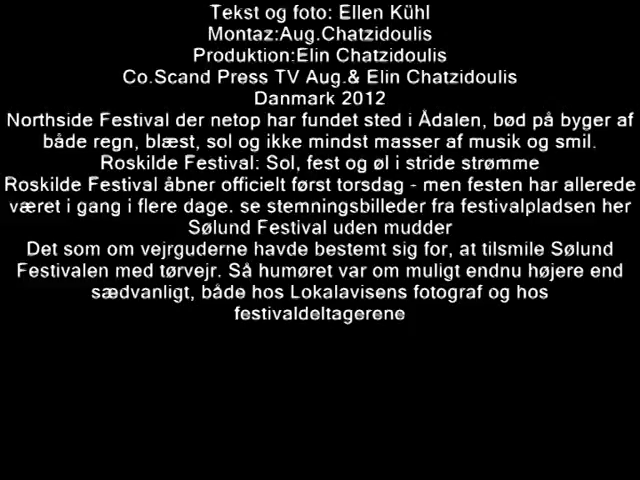 Tekst og foto: Ellen Kühl
Montaz:Aug.Chatzidoulis
Produktion:Elin Chatzidoulis
Co.Scand Press TV Aug.& Elin Chatzidoulis
Danmark 2012
Northside Festival der netop har fundet sted i Ådalen, bød på byger af
både regn, blæst, sol og ikke mindst masser af musik og smil.
Roskilde Festival: Sol, fest og øl i stride strømme
Roskilde Festival åbner officielt først torsdag - men festen har allerede
været i gang i flere dage. se stemningsbilleder fra festivalpladsen her
Sølund Festival uden mudder
Det som om vejrguderne havde bestemt sig for, at tilsmile Sølund
Festivalen med tørvejr. Så humøret var om muligt endnu højere end
sædvanligt, både hos Lokalavisens fotograf og hos
festivaldeltagerene